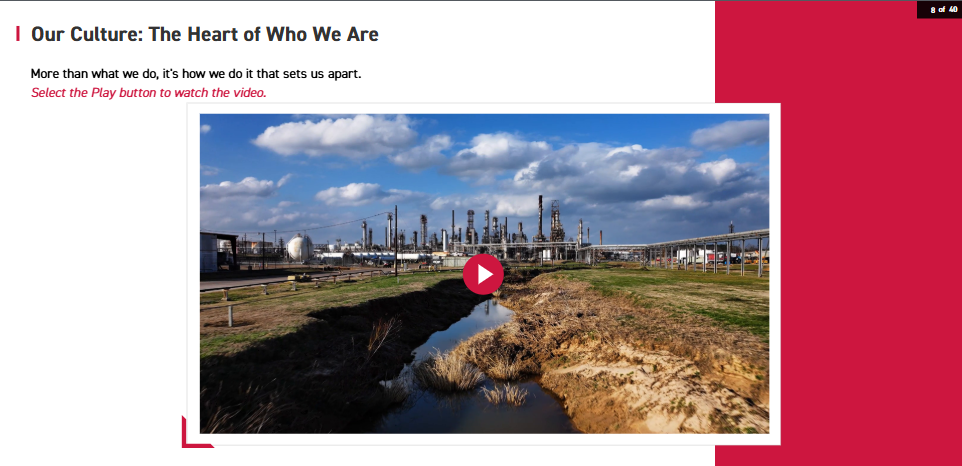 8 of 40
Our Culture: The Heart of Who We Are
More than what we do, it's how we do it that sets us apart.
Select the Play button to watch the video.